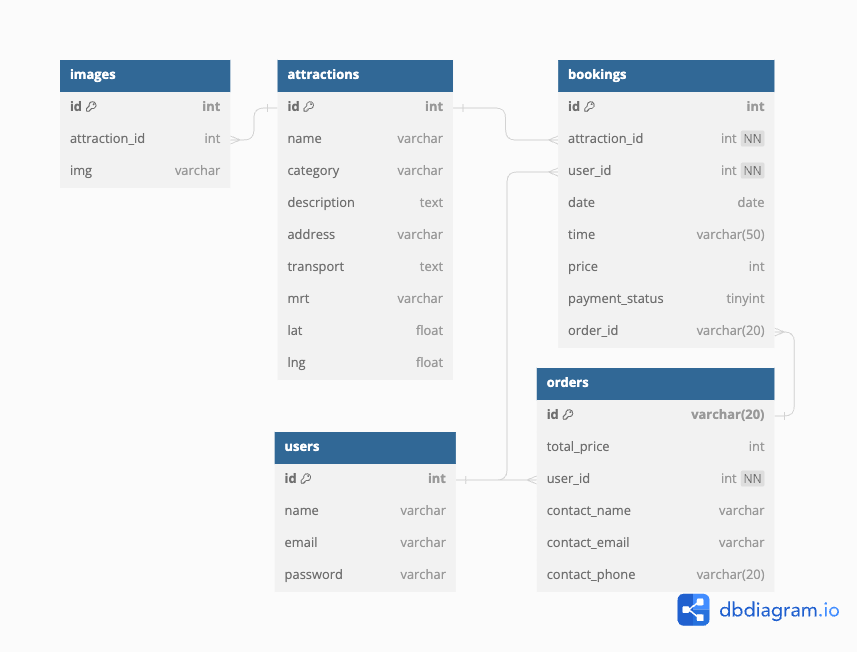 images
id int
attraction_id int
img varchar
attractions
id int
name varchar
category varchar
description text
address varchar
transport text
mrt varchar
lat float
lng float
bookings
id int
attraction_id int NN
user_id int NN
date date
time varchar(50)
price int
payment_status tinyint
order_id varchar(20)
orders
id varchar(20)
total_price int
user_id int NN
contact_name varchar
contact_email varchar
contact_phone varchar(20)
users
id int
name varchar
email varchar
password varchar
dbdiagram.io